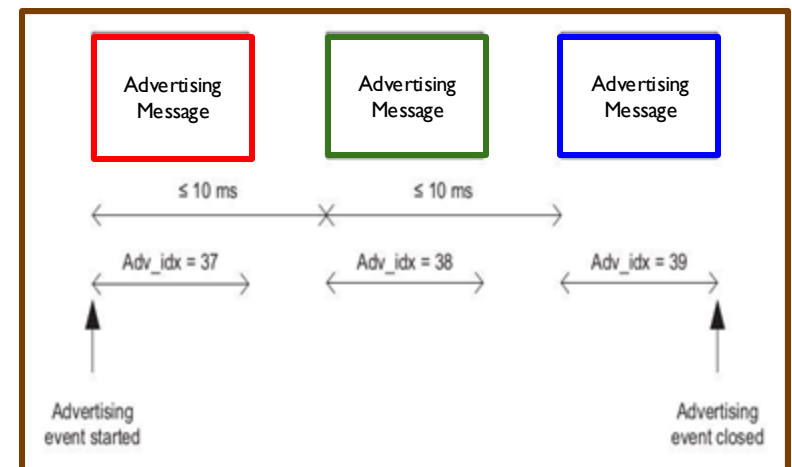 Advertising
Message
Advertising
Message
Advertising
Message
≤ 10 ms
≤ 10 ms
Adv_idx = 37
Adv_idx = 38
Adv_idx = 39
Advertising
event started
Advertising
event closed